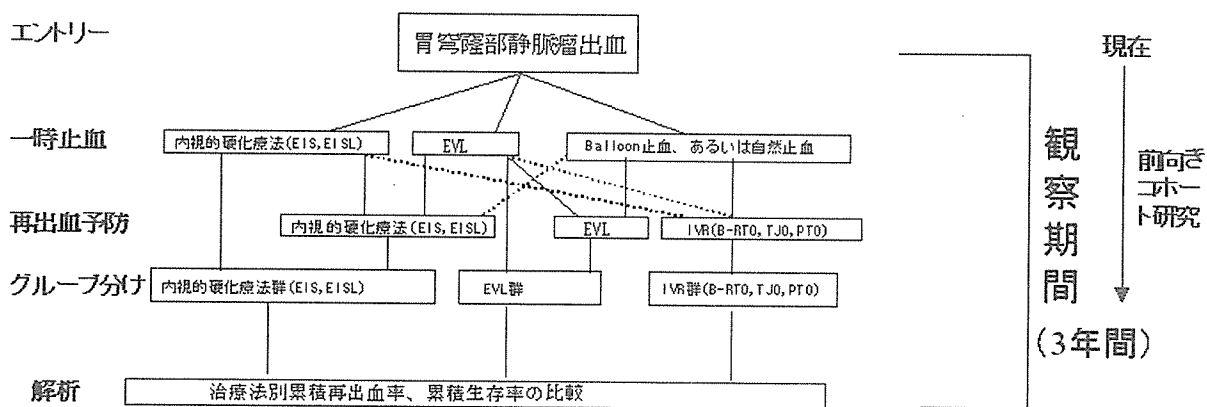 エントリー
胃穹窿部静脈瘤出血
現在
一時止血
内視的硬化療法(EIS,EISL)
EVL
Balloon止血、あるいは自然止血
再出血予防
内視的硬化療法(EIS,EISL)
EVL
IVR(B-RTO,TJO,PTO)
グループ分け
内視的硬化療法群(EIS,EISL)
EVL群
IVR群(B-RTO,TJO,PTO)
解析
治療法別累積再出血率、累積生存率の比較
観察期間
(3年間)
前向き
コホー
ト研究